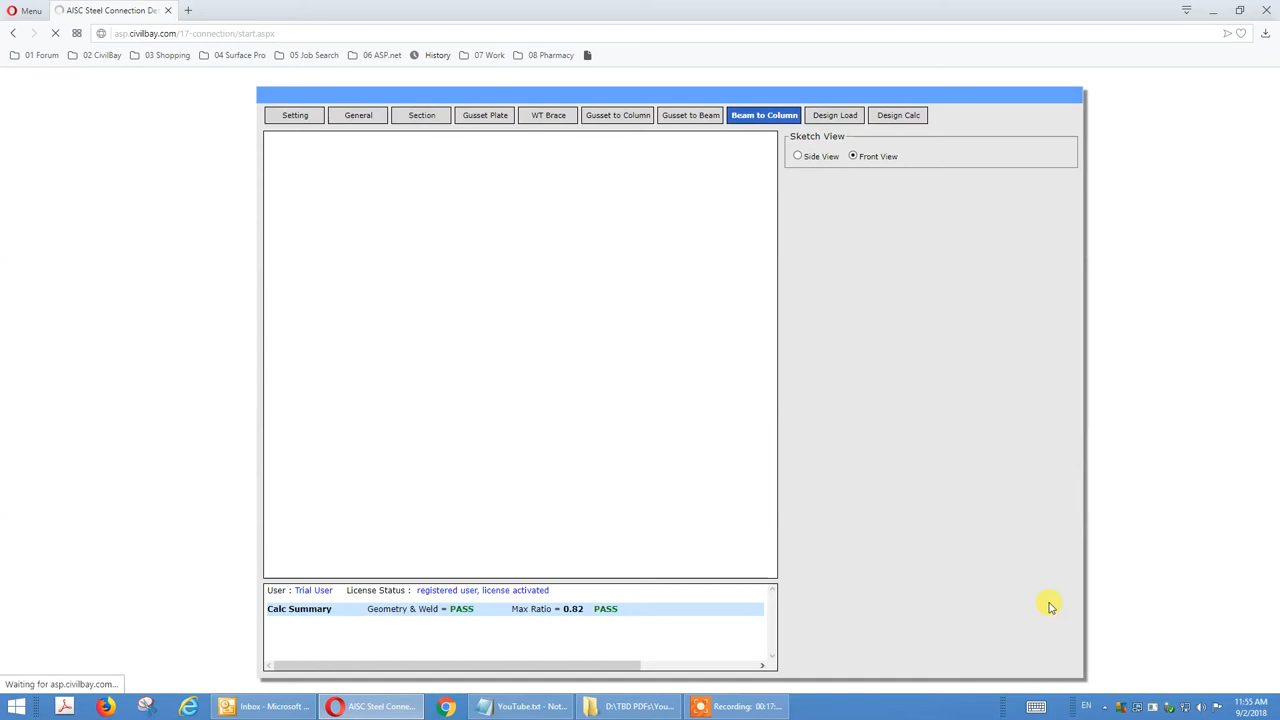 Menu
AISC Steel Connection De
asp.civilbay.com/17-connection/start.aspx
01 Forum 02 CivilBay 03 Shopping 04 Surface Pro 05 Job Search 06 ASP.net History 07 Work 08 Pharmacy
Setting General Section Gusset Plate WT Brace Gusset to Column Gusset to Beam Beam to Column Design Load Design Calc
Sketch View
Side View Front View
User : Trial User License Status : registered user, license activated
Calc Summary Geometry & Weld = PASS Max Ratio = 0.82 PASS
Waiting for asp.civilbay.com...
Inbox - Microsoft ... AISC Steel Conne... YouTube.txt - Not... D:\TBD PDFs\You... Recording: 00:17:... EN 11:55 AM
9/2/2018